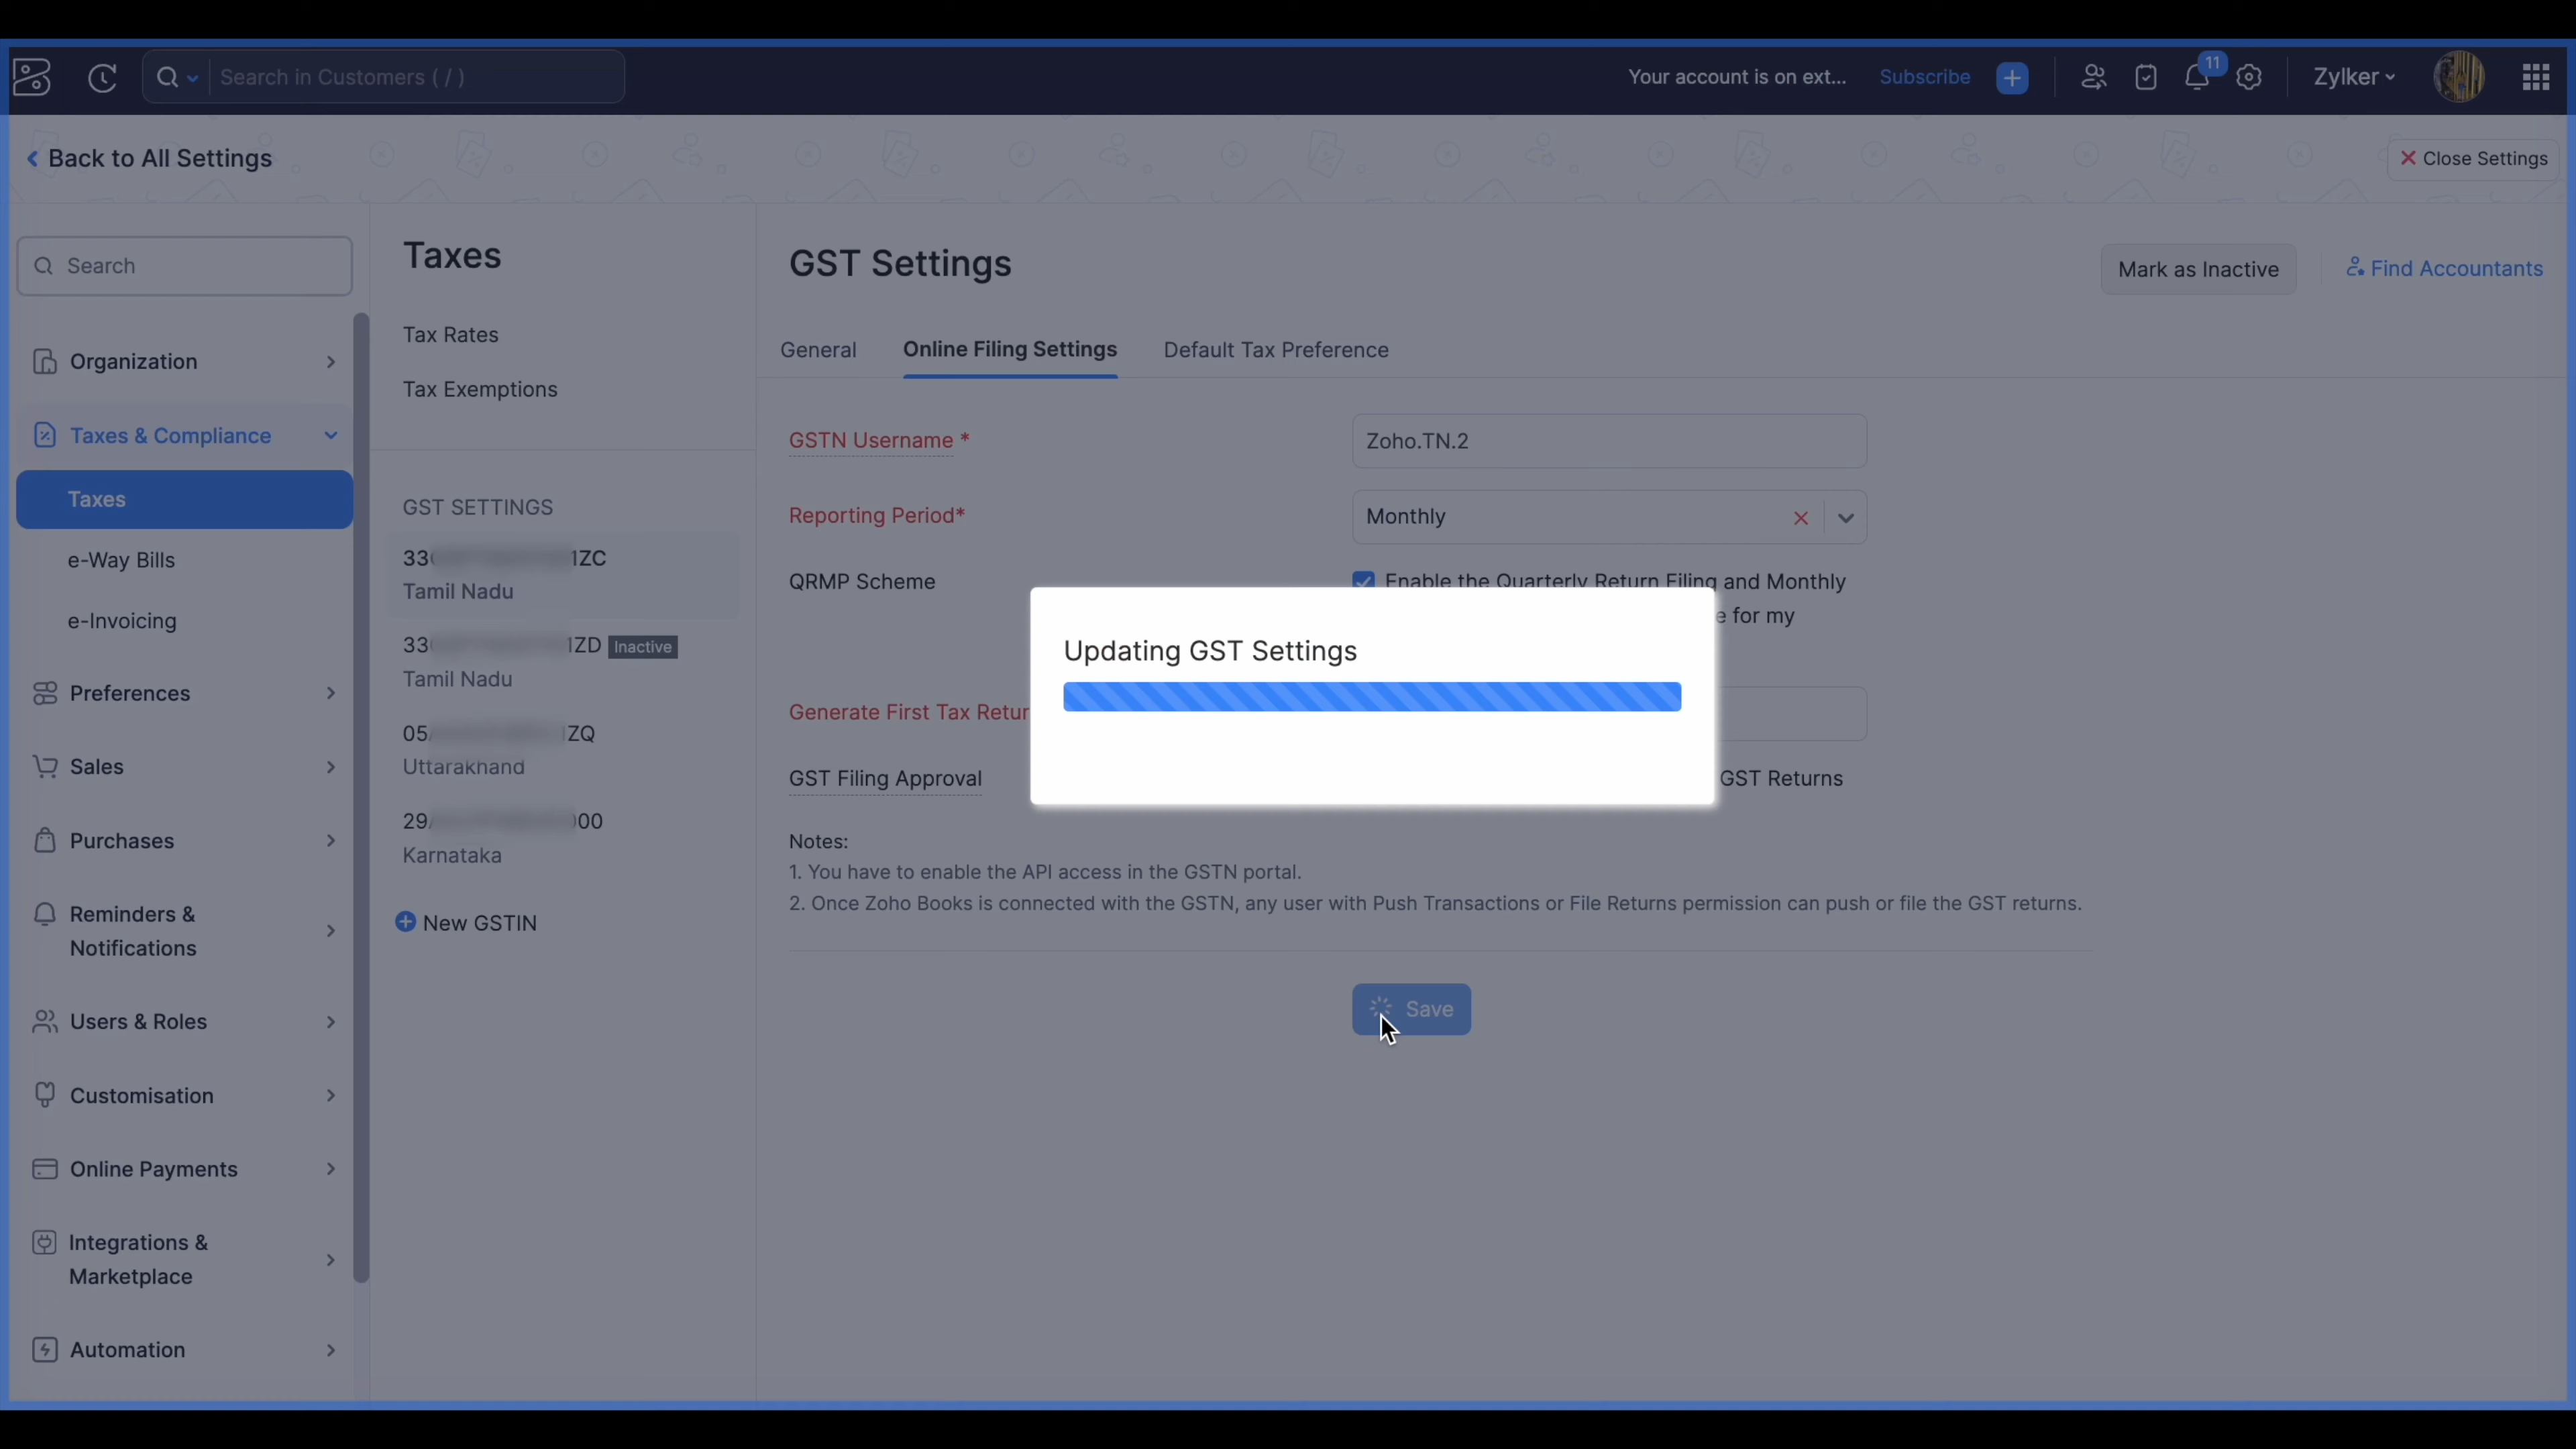 Search in Customers ( / )
Your account is on ext...
Subscribe
11
Zylker
Back to All Settings
Close Settings
Search
Organization
Taxes & Compliance
Taxes
e-Way Bills
e-Invoicing
Preferences
Sales
Purchases
Reminders &
Notifications
Users & Roles
Customisation
Online Payments
Integrations &
Marketplace
Automation
Taxes
Tax Rates
Tax Exemptions
GST SETTINGS
33 1ZC
Tamil Nadu
33 1ZD Inactive
Tamil Nadu
05 ZQ
Uttarakhand
29 00
Karnataka
New GSTIN
GST Settings
Mark as Inactive
Find Accountants
General
Online Filing Settings
Default Tax Preference
GSTN Username *
Zoho.TN.2
Reporting Period*
Monthly
QRMP Scheme
Enable the Quarterly Return Filing and Monthly
for my
Updating GST Settings
Generate First Tax
GST Filing Approval
GST Returns
Notes:
1. You have to enable the API access in the GSTN portal.
2. Once Zoho Books is connected with the GSTN, any user with Push Transactions or File Returns permission can push or file the GST returns.
Save